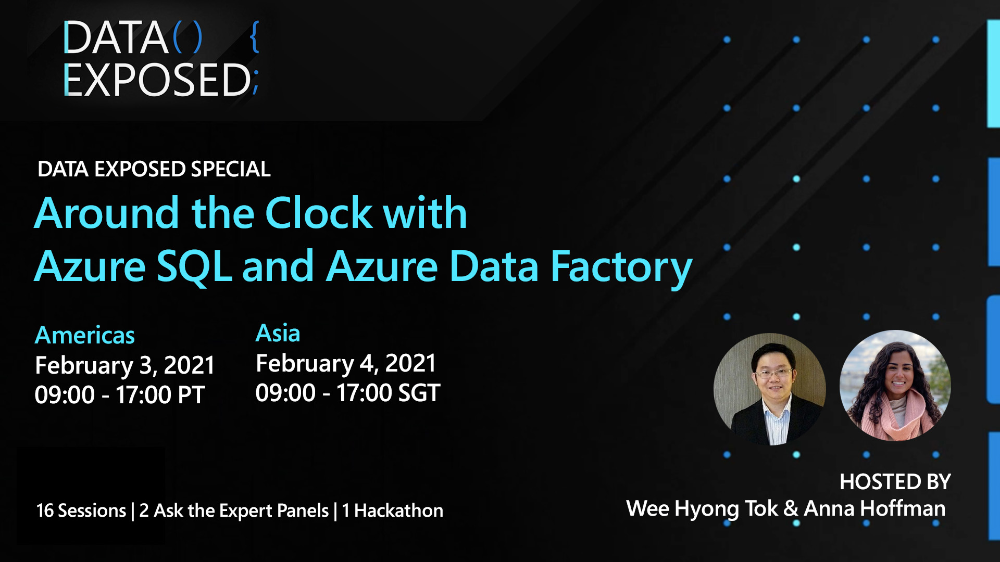 DATA() {
EXPOSED;
DATA EXPOSED SPECIAL
Around the Clock with
Azure SQL and Azure Data Factory
Americas
February 3, 2021
09:00 - 17:00 PT
Asia
February 4, 2021
09:00 - 17:00 SGT
16 Sessions | 2 Ask the Expert Panels | 1 Hackathon
HOSTED BY
Wee Hyong Tok & Anna Hoffman